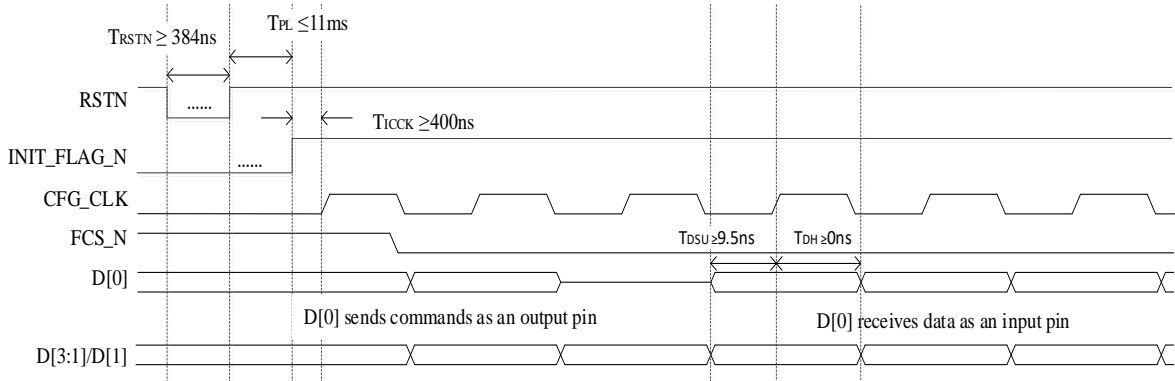 TPL ≤11ms
TRSTN ≥ 384ns
RSTN
......
TICCK ≥400ns
INIT_FLAG_N
......
CFG_CLK
FCS_N
TDSU ≥9.5ns
TDH ≥0ns
D[0]
D[0] sends commands as an output pin
D[0] receives data as an input pin
D[3:1]/D[1]